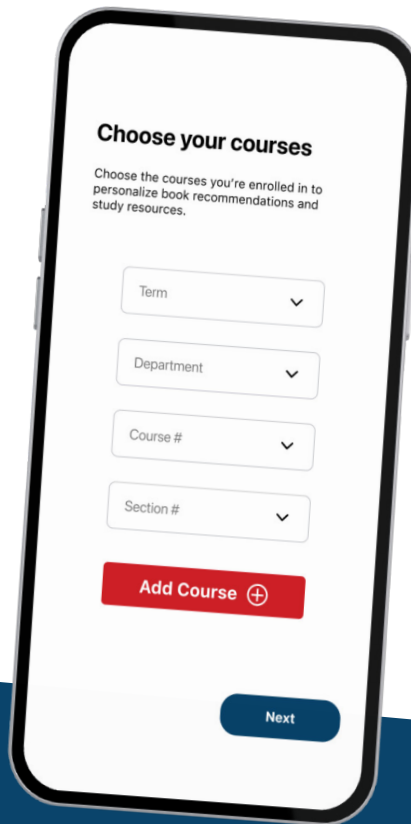 Choose your courses
Choose the courses you're enrolled in to
personalize book recommendations and
study resources.
Term
Department
Course #
Section #
Add Course
Next